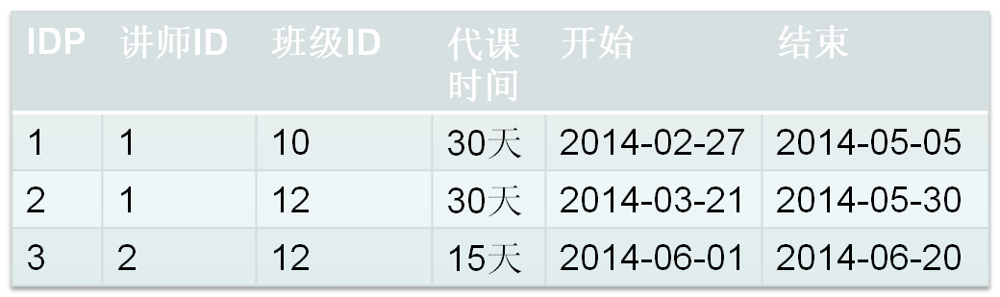 IDP 讲师ID 班级ID 代课时间 开始 结束
1 1 10 30天 2014-02-27 2014-05-05
2 1 12 30天 2014-03-21 2014-05-30
3 2 12 15天 2014-06-01 2014-06-20